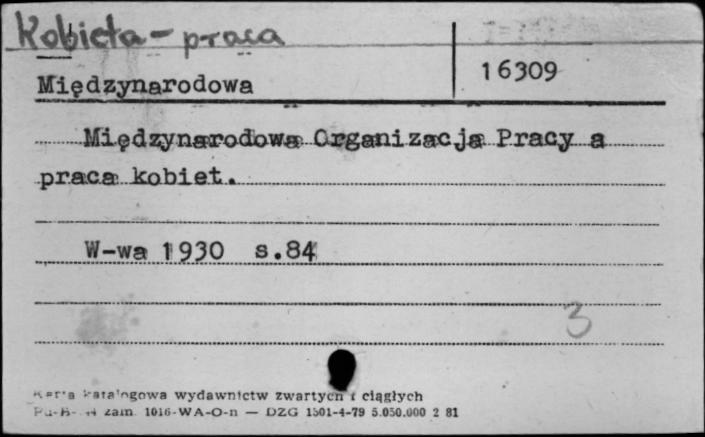 Kobieta - praca
Międzynarodowa
16309
Międzynarodowa Organizacja Pracy a
praca kobiet.
W-wa 1930 s.84
3
Karta katalogowa wydawnictw zwartych i ciągłych
zam. 1016-WA-O-n — DZG 1501-4-79 5.050.000 2 81